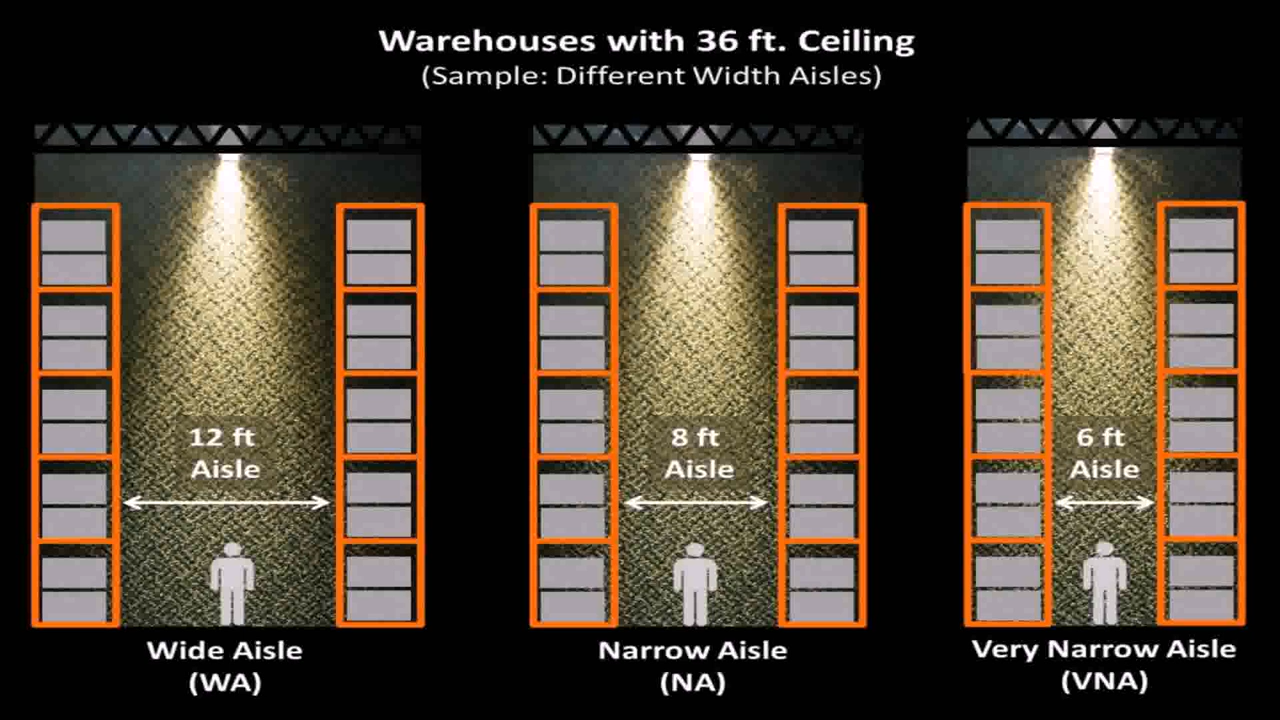 Warehouses with 36 ft. Ceiling
(Sample: Different Width Aisles)
12 ft
Aisle
8 ft
Aisle
6 ft
Aisle
Wide Aisle
(WA)
Narrow Aisle
(NA)
Very Narrow Aisle
(VNA)